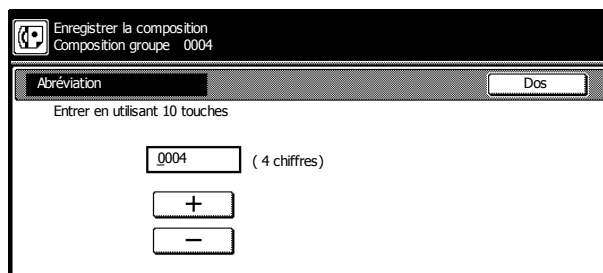 Enregistrer la composition
Composition groupe 0004
Abréviation
Dos
Entrer en utilisant 10 touches
0004 ( 4 chiffres)
+
−